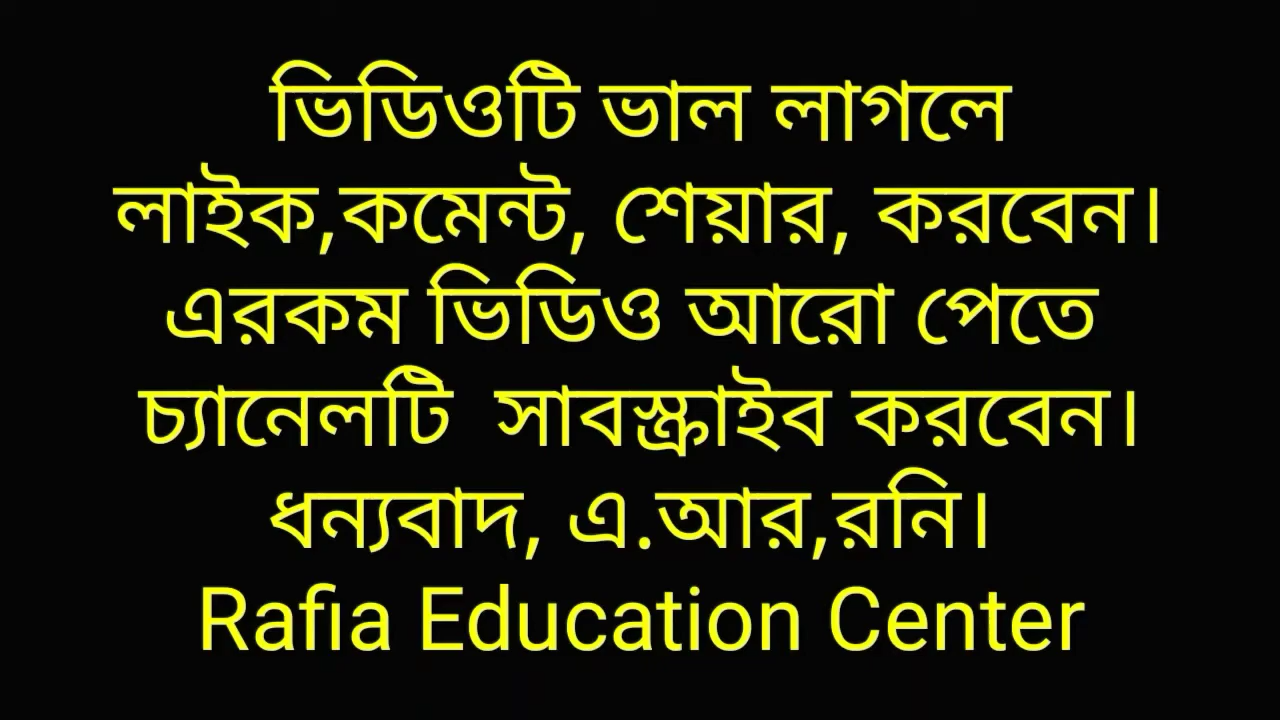 ভিডিওটি ভাল লাগলে
লাইক,কমেন্ট, শেয়ার, করবেন।
এরকম ভিডিও আরো পেতে
চ্যানেলটি  সাবস্ক্রাইব করবেন।
ধন্যবাদ, এ.আর,রনি।
Rafia Education Center